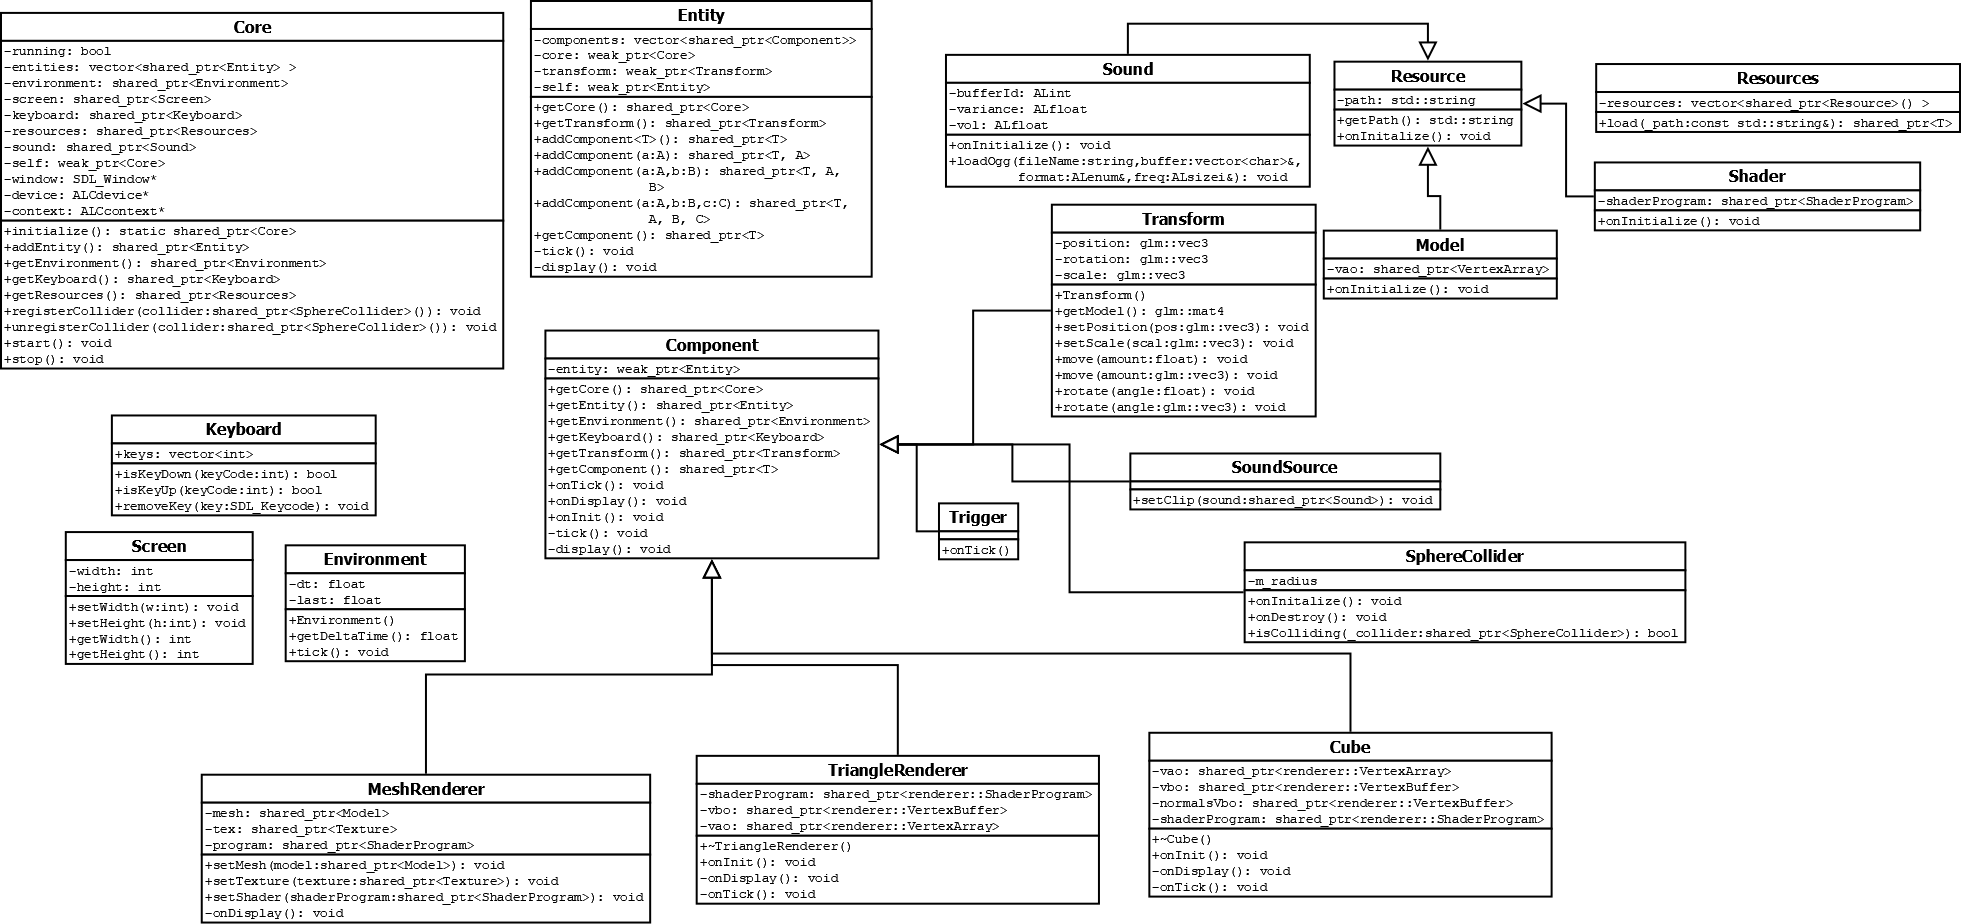 Core
-running: bool
-entities: vector<shared_ptr<Entity> >
-environment: shared_ptr<Environment>
-screen: shared_ptr<Screen>
-keyboard: shared_ptr<Keyboard>
-resources: shared_ptr<Resources>
-sound: shared_ptr<Sound>
-self: weak_ptr<Core>
-window: SDL_Window*
-device: ALCdevice*
-context: ALCcontext*
+initialize(): static shared_ptr<Core>
+addEntity(): shared_ptr<Entity>
+getEnvironment(): shared_ptr<Environment>
+getKeyboard(): shared_ptr<Keyboard>
+getResources(): shared_ptr<Resources>
+registerCollider(collider:shared_ptr<SphereCollider>()): void
+unregisterCollider(collider:shared_ptr<SphereCollider>()): void
+start(): void
+stop(): void
Entity
-components: vector<shared_ptr<Component>>
-core: weak_ptr<Core>
-transform: weak_ptr<Transform>
-self: weak_ptr<Entity>
+getCore(): shared_ptr<Core>
+getTransform(): shared_ptr<Transform>
+addComponent<T>(): shared_ptr<T>
+addComponent(a:A): shared_ptr<T, A>
+addComponent(a:A,b:B): shared_ptr<T, A,
B>
+addComponent(a:A,b:B,c:C): shared_ptr<T,
A, B, C>
+getComponent(): shared_ptr<T>
-tick(): void
-display(): void
Sound
-bufferId: ALint
-variance: ALfloat
-vol: ALfloat
+onInitialize(): void
+loadOgg(fileName:string,buffer:vector<char>&,
format:ALenum&,freq:ALsizei&): void
Resource
-path: std::string
+getPath(): std::string
+onInitalize(): void
Resources
-resources: vector<shared_ptr<Resource>() >
+load(_path:const std::string&): shared_ptr<T>
Shader
-shaderProgram: shared_ptr<ShaderProgram>
+onInitialize(): void
Model
-vao: shared_ptr<VertexArray>
+onInitialize(): void
Transform
-position: glm::vec3
-rotation: glm::vec3
-scale: glm::vec3
+Transform()
+getModel(): glm::mat4
+setPosition(pos:glm::vec3): void
+setScale(scal:glm::vec3): void
+move(amount:float): void
+move(amount:glm::vec3): void
+rotate(angle:float): void
+rotate(angle:glm::vec3): void
Component
-entity: weak_ptr<Entity>
+getCore(): shared_ptr<Core>
+getEntity(): shared_ptr<Entity>
+getEnvironment(): shared_ptr<Environment>
+getKeyboard(): shared_ptr<Keyboard>
+getTransform(): shared_ptr<Transform>
+getComponent(): shared_ptr<T>
+onTick(): void
+onDisplay(): void
+onInit(): void
-tick(): void
-display(): void
Keyboard
+keys: vector<int>
+isKeyDown(keyCode:int): bool
+isKeyUp(keyCode:int): bool
+removeKey(key:SDL_Keycode): void
SoundSource
+setClip(sound:shared_ptr<Sound>): void
Trigger
+onTick()
Screen
-width: int
-height: int
+setWidth(w:int): void
+setHeight(h:int): void
+getWidth(): int
+getHeight(): int
Environment
-dt: float
-last: float
+Environment()
+getDeltaTime(): float
+tick(): void
SphereCollider
-m_radius
+onInitalize(): void
+onDestroy(): void
+isColliding(_collider:shared_ptr<SphereCollider>): bool
MeshRenderer
-mesh: shared_ptr<Model>
-tex: shared_ptr<Texture>
-program: shared_ptr<ShaderProgram>
+setMesh(model:shared_ptr<Model>): void
+setTexture(texture:shared_ptr<Texture>): void
+setShader(shaderProgram:shared_ptr<ShaderProgram>): void
-onDisplay(): void
TriangleRenderer
-shaderProgram: shared_ptr<renderer::ShaderProgram>
-vbo: shared_ptr<renderer::VertexBuffer>
-vao: shared_ptr<renderer::VertexArray>
+~TriangleRenderer()
+onInit(): void
-onDisplay(): void
-onTick(): void
Cube
-vao: shared_ptr<renderer::VertexArray>
-vbo: shared_ptr<renderer::VertexBuffer>
-normalsVbo: shared_ptr<renderer::VertexBuffer>
-shaderProgram: shared_ptr<renderer::ShaderProgram>
+~Cube()
+onInit(): void
-onDisplay(): void
-onTick(): void